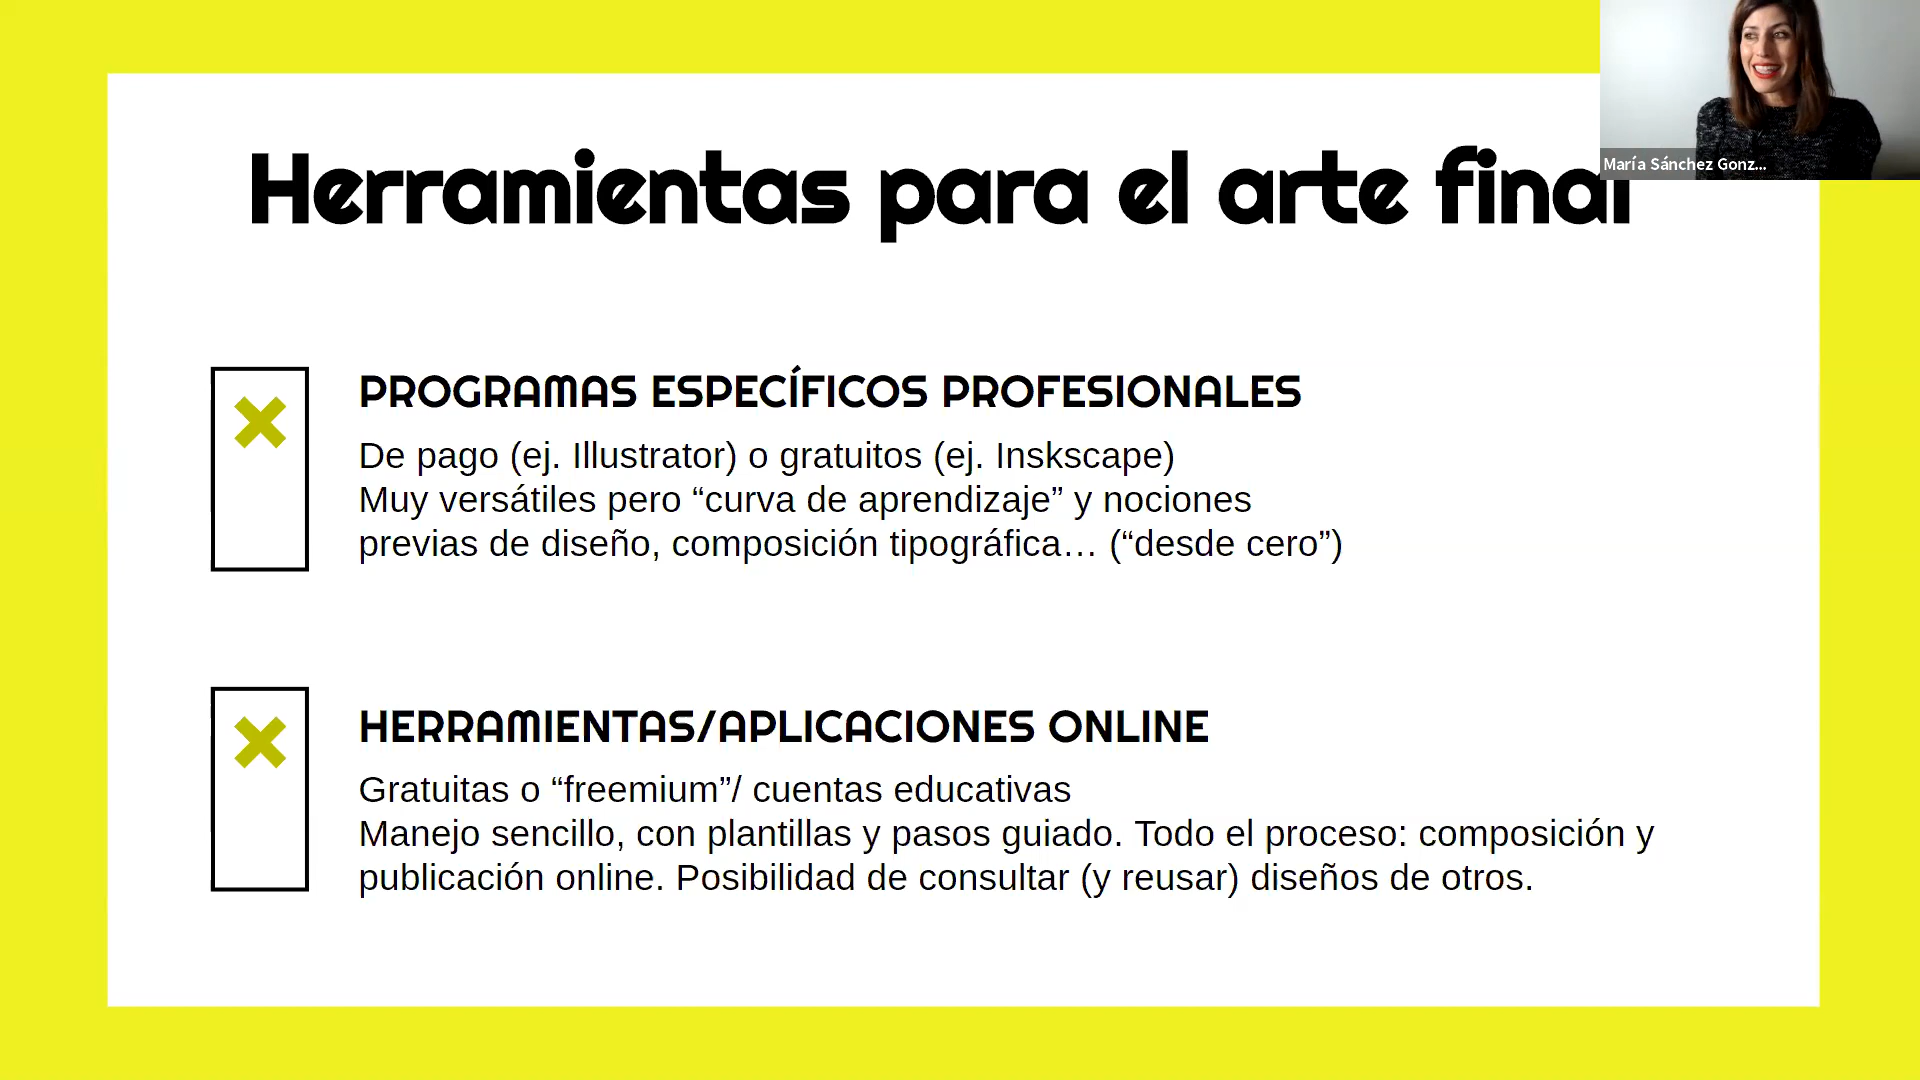 Herramientas para el arte final
María Sánchez Gonz...
PROGRAMAS ESPECÍFICOS PROFESIONALES
De pago (ej. Illustrator) o gratuitos (ej. Inskscape)
Muy versátiles pero “curva de aprendizaje” y nociones
previas de diseño, composición tipográfica… (“desde cero”)
HERRAMIENTAS/APLICACIONES ONLINE
Gratuitas o “freemium”/ cuentas educativas
Manejo sencillo, con plantillas y pasos guiado. Todo el proceso: composición y
publicación online. Posibilidad de consultar (y reusar) diseños de otros.